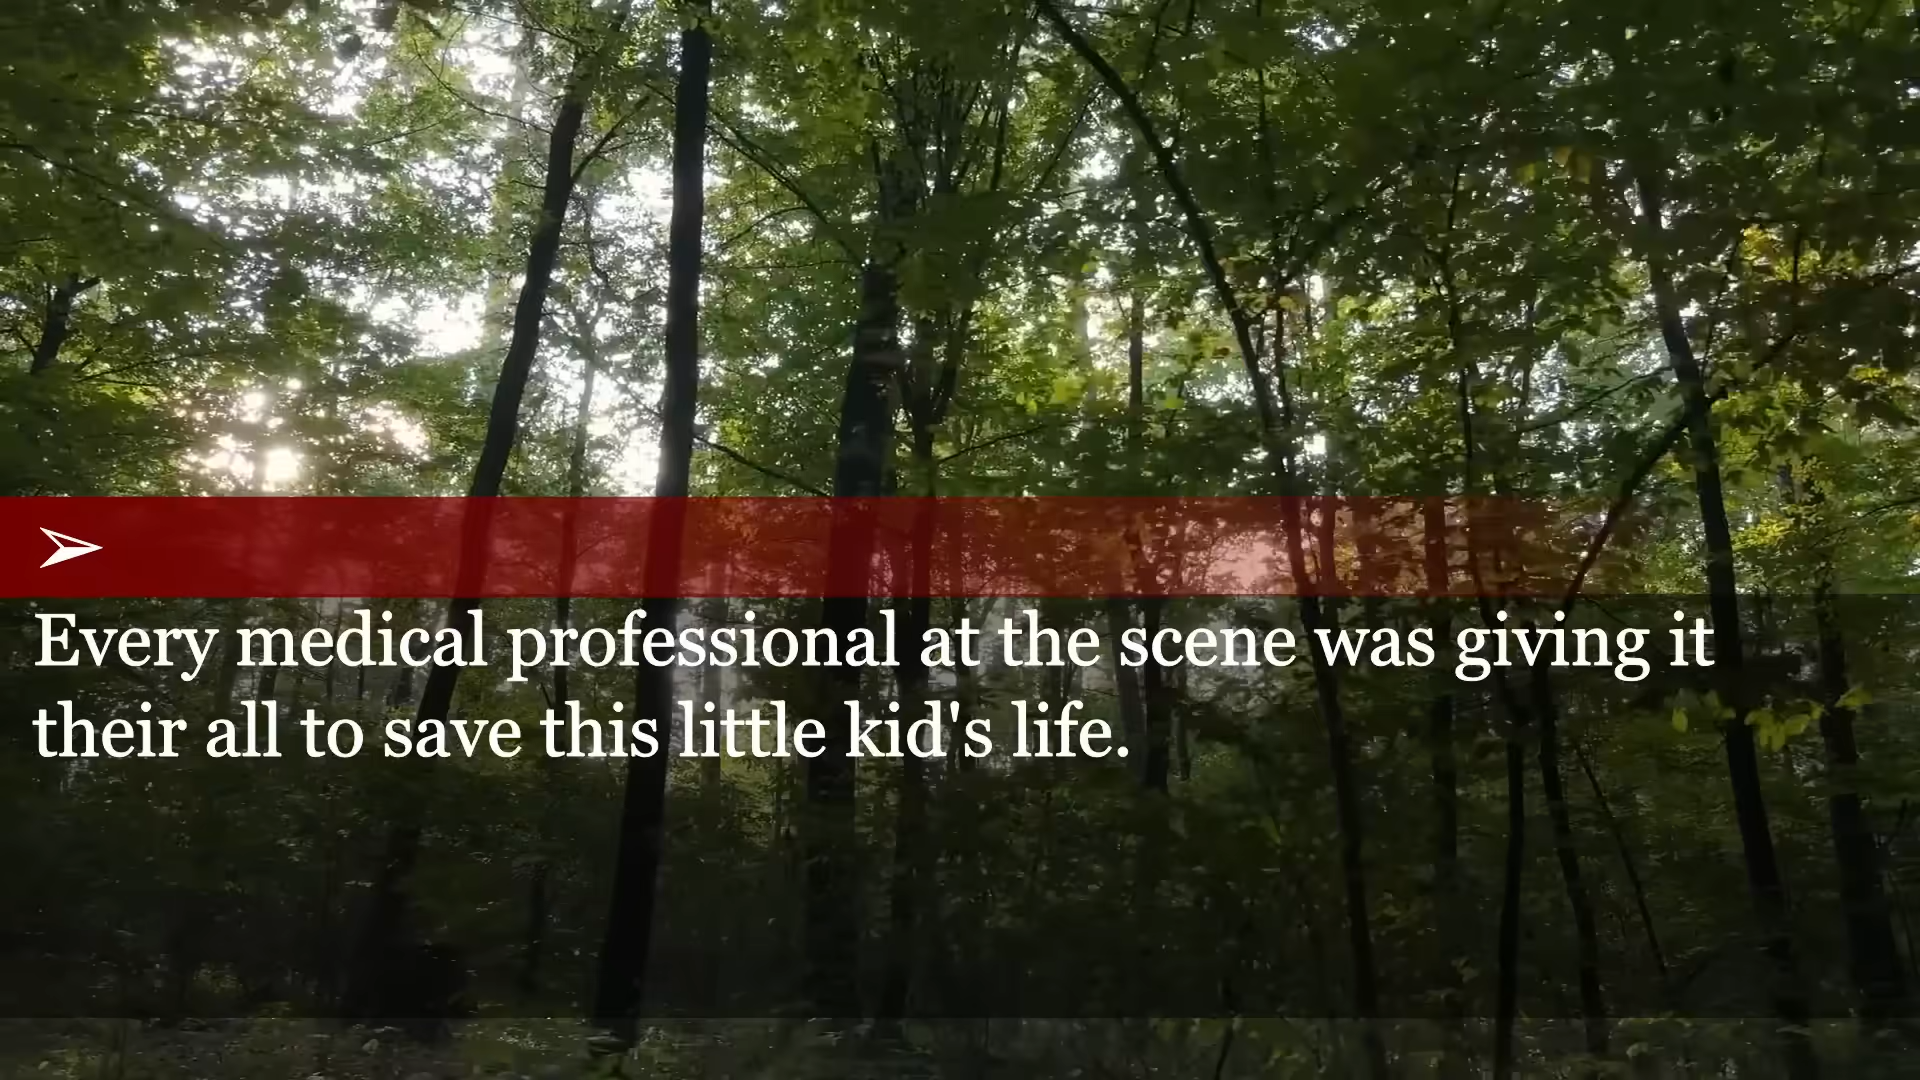 Every medical professional at the scene was giving it
their all to save this little kid's life.